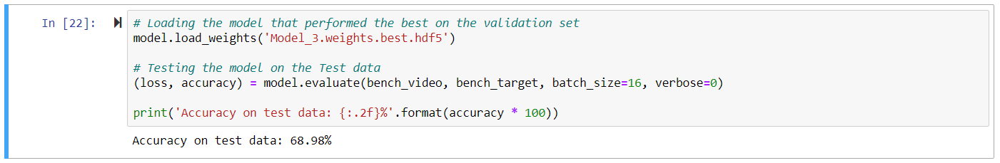 In [22]:
# Loading the model that performed the best on the validation set
model.load_weights('Model_3.weights.best.hdf5')
# Testing the model on the Test data
(loss, accuracy) = model.evaluate(bench_video, bench_target, batch_size=16, verbose=0)
print('Accuracy on test data: {:.2f}%'.format(accuracy * 100))
Accuracy on test data: 68.98%